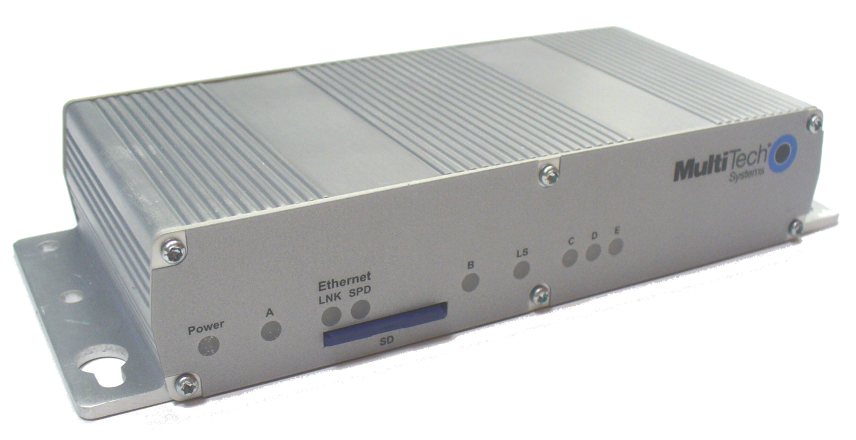 MultiTech®
Systems
Power
A
Ethernet
LNK SPD
SD
B
LS
C D E